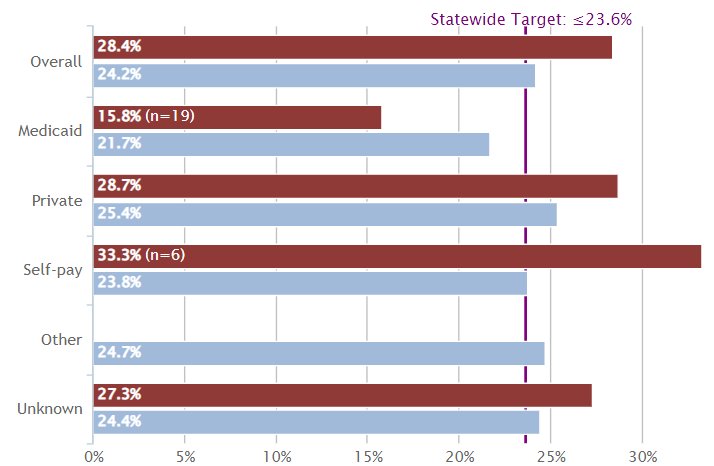 Statewide Target: ≤23.6%
Overall
28.4%
24.2%
Medicaid
15.8% (n=19)
21.7%
Private
28.7%
25.4%
Self-pay
33.3% (n=6)
23.8%
Other
24.7%
Unknown
27.3%
24.4%
0% 5% 10% 15% 20% 25% 30%